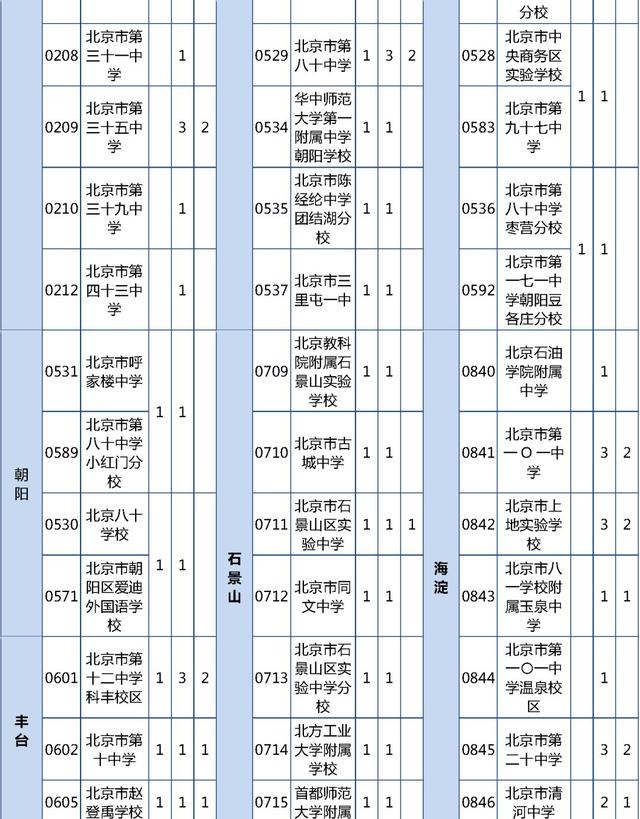 0208
北京市第
三十一中
学
1
0209
北京市第
三十五中
学
3 2
0210
北京市第
三十九中
学
1
0212
北京市第
四十三中
学
1
朝
阳
0531
北京市呼
家楼中学
1 1
0589
北京市第
八十中学
小红门分
校
0530
北京八十
学校
1 1
0571
北京市朝
阳区爱迪
外国语学
校
丰
台
0601
北京市第
十二中学
科丰校区
1 3 2
0602
北京市第
十中学
1 1 1
0605
北京市赵
登禹学校
1 1 1
0529
北京市第
八十中学
1 3 2
0534
华中师范
大学第一
附属中学
朝阳学校
1 1
0535
北京市陈
经纶中学
团结湖分
校
1 1
0537
北京市三
里屯一中
1 1
石
景
山
0709
北京教科
院附属石
景山实验
学校
1 1
0710
北京市古
城中学
1 1
0711
北京市石
景山区实
验中学
1 1 1
0712
北京市同
文中学
1 1
0713
北京市石
景山区实
验中学分
校
1 1
0714
北方工业
大学附属
学校
1 1
0715
首都师范
大学附属
1 1
分校
0528
北京市中
央商务区
实验学校
1 1
0583
北京市第
九十七中
学
0536
北京市第
八十中学
枣营分校
1 1
0592
北京市第
一七一中
学朝阳豆
各庄分校
海
淀
0840
北京石油
学院附属
中学
1
0841
北京市第
一O一中
学
3 2
0842
北京市上
地实验学
校
3 2
0843
北京市八
一学校附
属玉泉中
学
1 1
0844
北京市第
一〇一中
学温泉校
区
1
0845
北京市第
二十中学
3 2
0846
北京市清
河中学
2 1